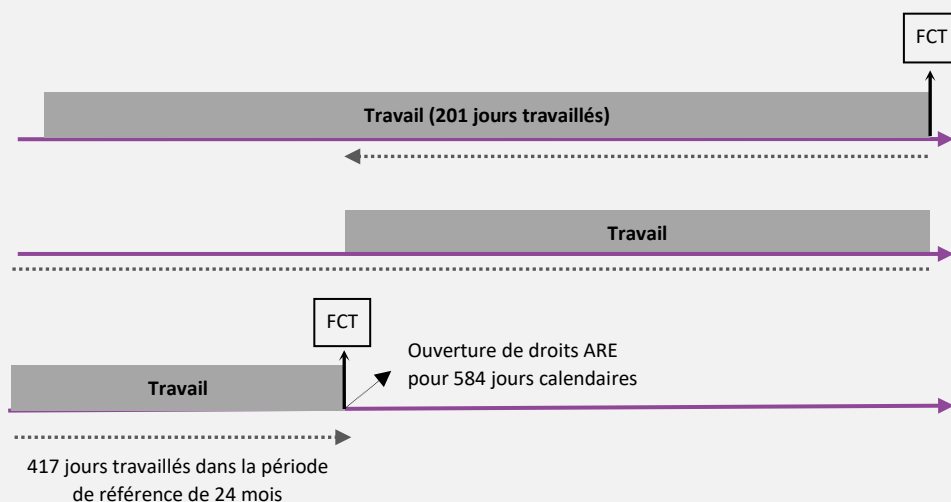 FCT
Travail (201 jours travaillés)
Travail
FCT
Ouverture de droits ARE
pour 584 jours calendaires
Travail
417 jours travaillés dans la période
de référence de 24 mois